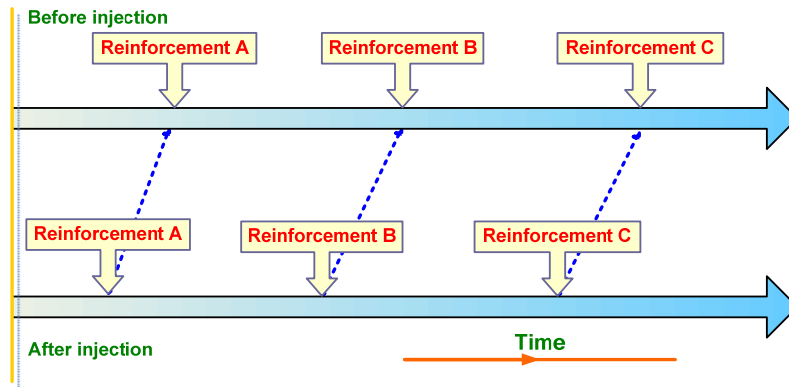 Before injection
Reinforcement A
Reinforcement B
Reinforcement C
Reinforcement A
Reinforcement B
Reinforcement C
After injection
Time